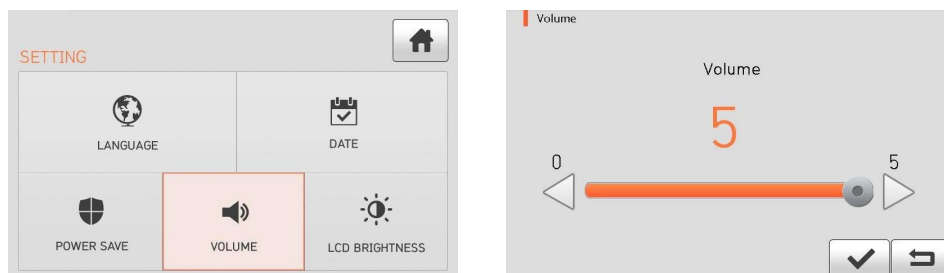 SETTING
LANGUAGE
DATE
POWER SAVE
VOLUME
LCD BRIGHTNESS
Volume
Volume
5
0
5